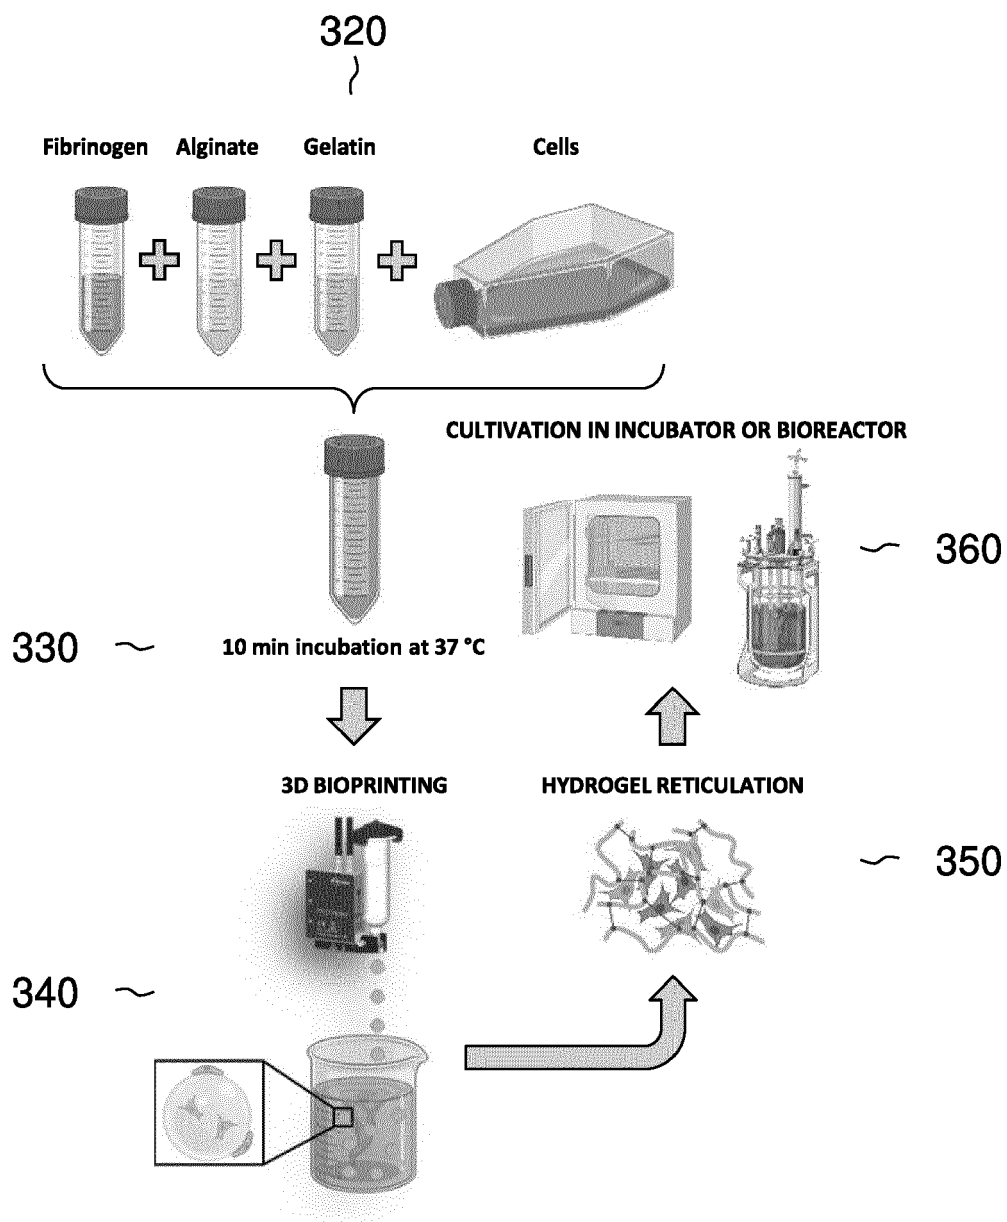 320
Fibrinogen Alginate Gelatin Cells
CULTIVATION IN INCUBATOR OR BIOREACTOR
360
330
10 min incubation at 37 °C
3D BIOPRINTING
HYDROGEL RETICULATION
350
340